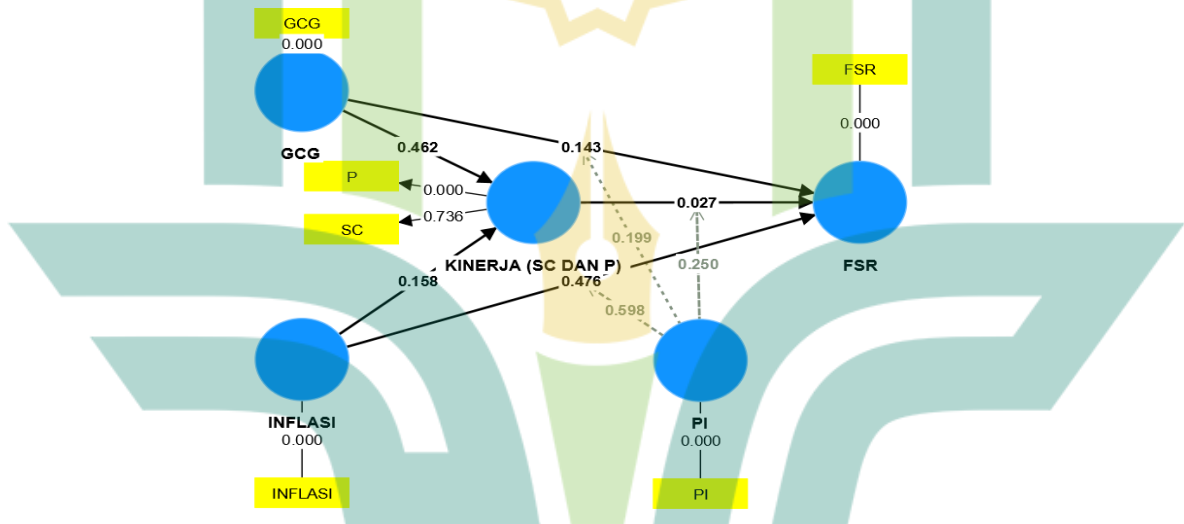 GCG
0.000
GCG
FSR
0.000
FSR
0.462
0.143
P
0.000
SC
0.736
0.027
0.199
0.250
KINERJA (SC DAN P)
0.158
0.476
0.598
INFLASI
0.000
INFLASI
PI
0.000
PI